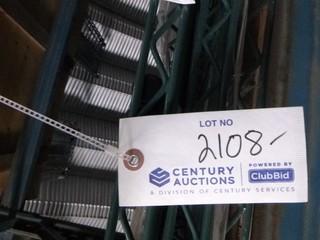 LOT NO
2108-
CENTURY AUCTIONS
POWERED BY
ClubBid
A DIVISION OF CENTURY SERVICES